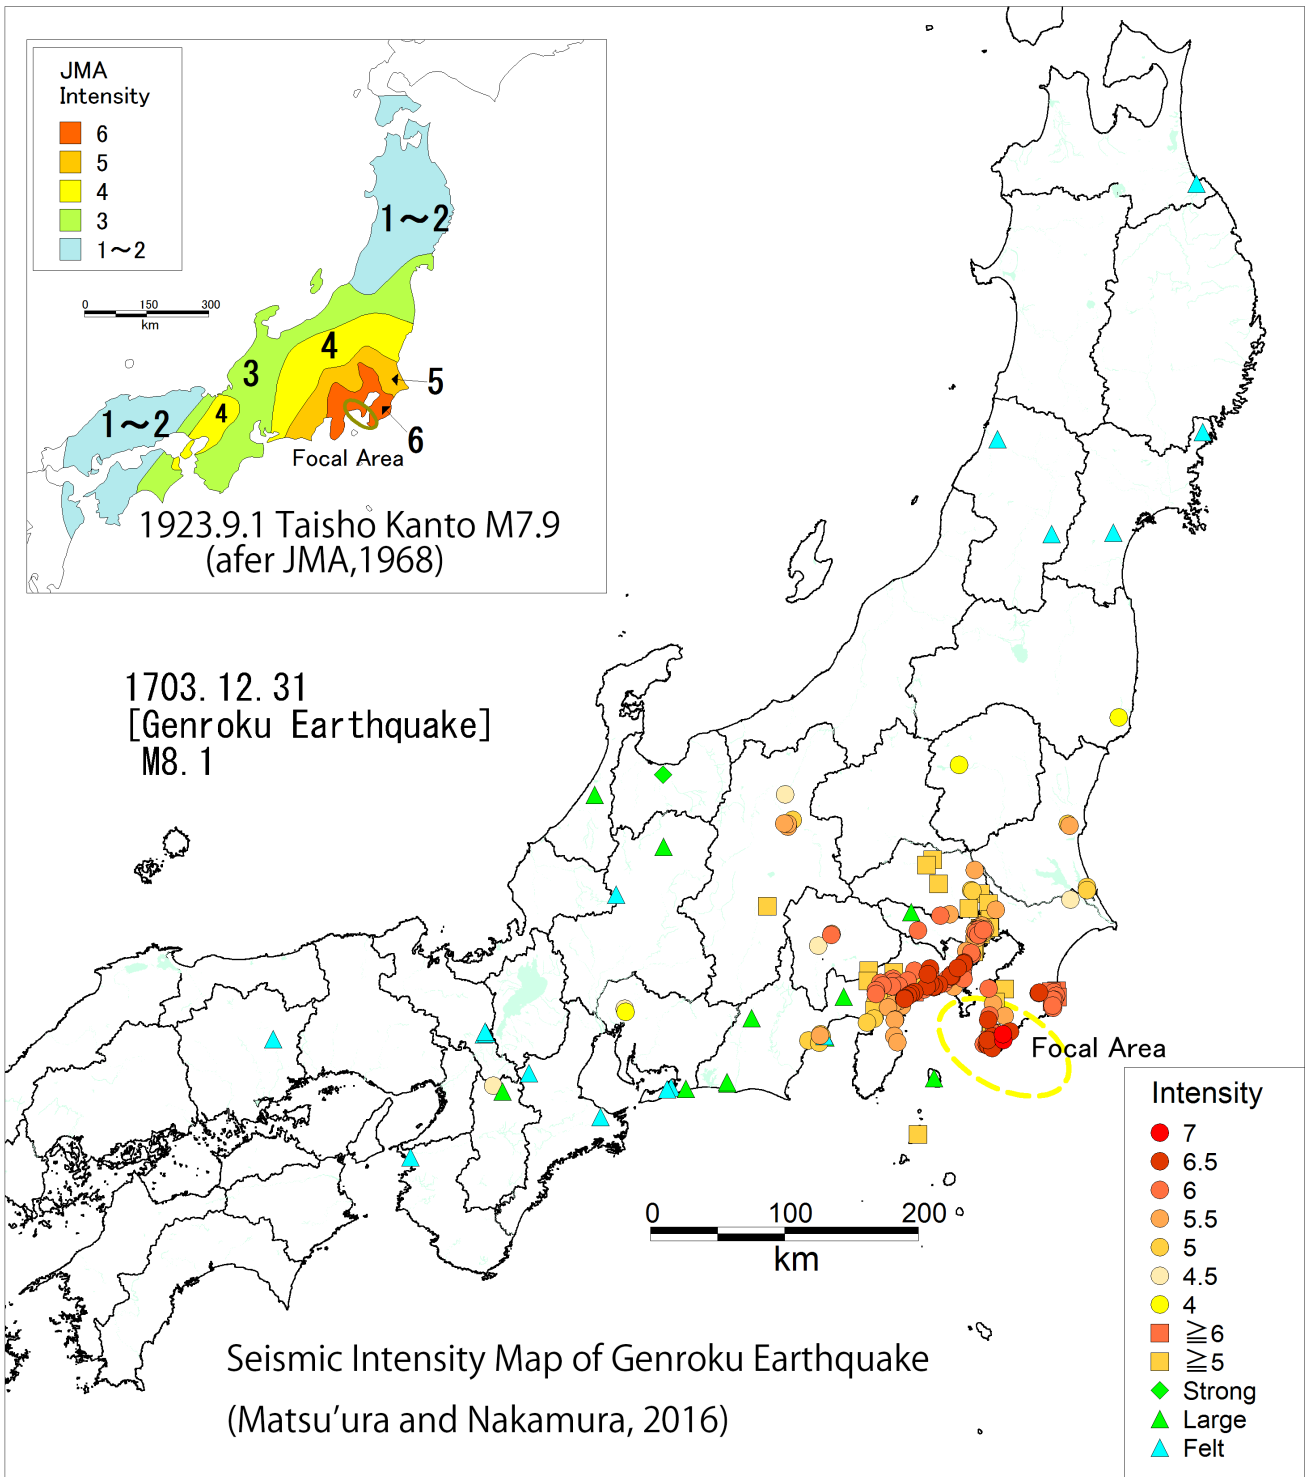 JMA
Intensity
6
5
4
3
1～2
0 150 300
km
1～2
4
3
5
4
1～2
6
Focal Area
1923.9.1 Taisho Kanto M7.9
(afer JMA,1968)
1703.12.31
[Genroku Earthquake]
M8.1
Focal Area
Intensity
7
6.5
6
5.5
5
4.5
4
≧6
≧5
Strong
Large
Felt
0 100 200
km
Seismic Intensity Map of Genroku Earthquake
(Matsu’ura and Nakamura, 2016)